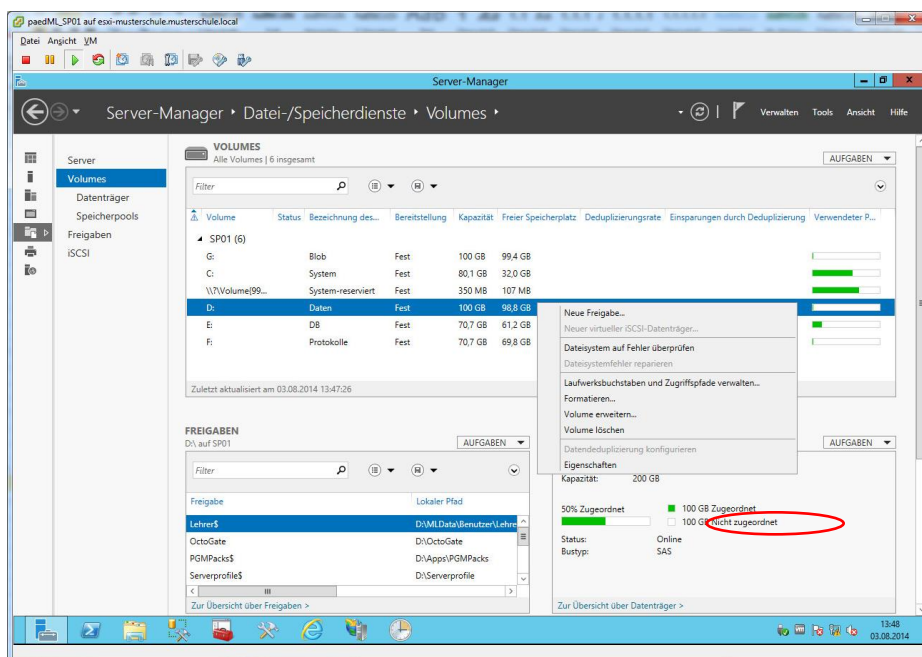 paedML_SP01 auf esxi-musterschule.musterschule.local
Datei Ansicht VM
Server-Manager
Server-Manager Datei-/Speicherdienste Volumes
Verwalten Tools Ansicht Hilfe
Server
Volumes
Datenträger
Speicherpools
Freigaben
iSCSI
VOLUMES
Alle Volumes | 6 insgesamt
AUFGABEN
Filter
Volume Status Bezeichnung des... Bereitstellung Kapazität Freier Speicherplatz Deduplizierungsrate Einsparungen durch Deduplizierung Verwendeter P...
SP01 (6)
G: Blob Fest 100 GB 99,4 GB
C: System Fest 80,1 GB 32,0 GB
\\?\Volume{99... System-reserviert Fest 350 MB 107 MB
D: Daten Fest 100 GB 98,8 GB
E: DB Fest 70,7 GB 61,2 GB
F: Protokolle Fest 70,7 GB 69,8 GB
Zuletzt aktualisiert am 03.08.2014 13:47:26
Neue Freigabe...
Neuer virtueller iSCSI-Datenträger...
Dateisystem auf Fehler überprüfen
Dateisystemfehler reparieren
Laufwerksbuchstaben und Zugriffspfade verwalten...
Formatieren...
Volume erweitern...
Volume löschen
Datendeduplizierung konfigurieren
Eigenschaften
FREIGABEN
D:\ auf SP01
AUFGABEN
Filter
Freigabe Lokaler Pfad
Lehrer$ D:\MLData\Benutzer\Lehre
OctoGate D:\OctoGate
PGMPacks$ D:\Apps\PGMPacks
Serverprofile$ D:\Serverprofile
Zur Übersicht über Freigaben >
AUFGABEN
Kapazität: 200 GB
50% Zugeordnet
100 GB Zugeordnet
100 GB Nicht zugeordnet
Status: Online
Bustyp: SAS
Zur Übersicht über Datenträger >
13:48
03.08.2014